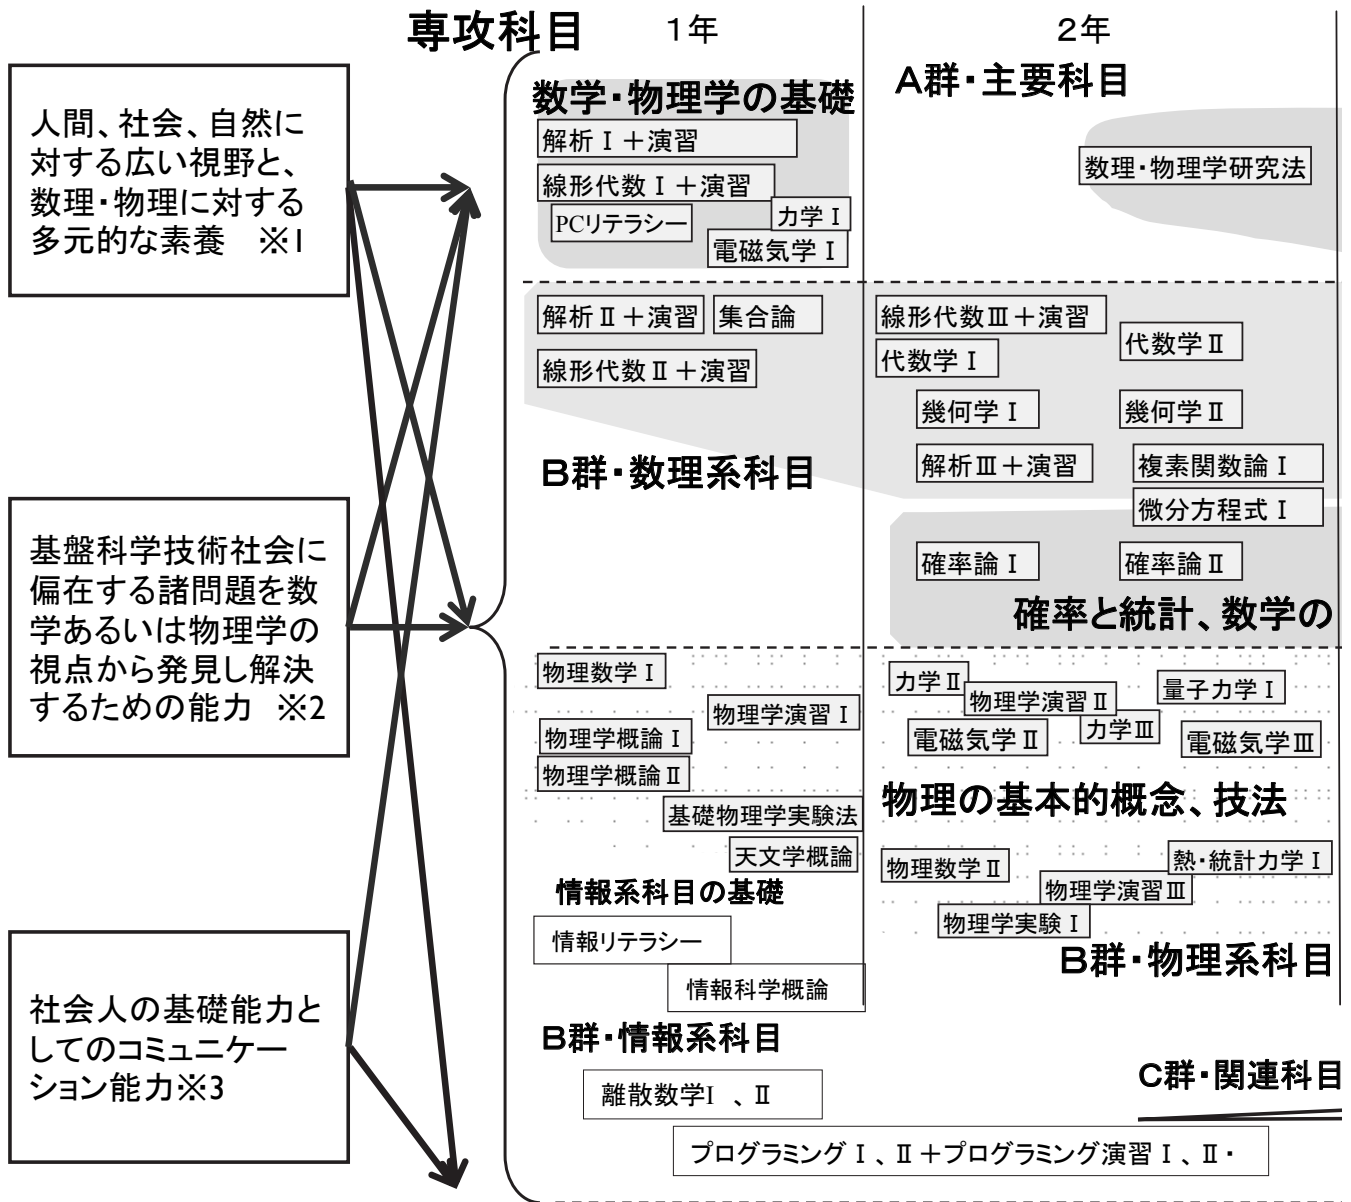 専攻科目
1年
2年
人間、社会、自然に
対する広い視野と、
数理・物理に対する
多元的な素養 ※1
基盤科学技術社会に
偏在する諸問題を数
学あるいは物理学の
視点から発見し解決
するための能力 ※2
社会人の基礎能力と
してのコミュニケー
ション能力※3
数学・物理学の基礎
解析Ⅰ＋演習
線形代数Ⅰ＋演習
PCリテラシー
力学Ⅰ
電磁気学Ⅰ
A群・主要科目
数理・物理学研究法
解析Ⅱ＋演習
集合論
線形代数Ⅱ＋演習
B群・数理系科目
線形代数Ⅲ＋演習
代数学Ⅰ
代数学Ⅱ
幾何学Ⅰ
幾何学Ⅱ
解析Ⅲ＋演習
複素関数論Ⅰ
微分方程式Ⅰ
確率論Ⅰ
確率論Ⅱ
確率と統計、数学の
物理数学Ⅰ
物理学演習Ⅰ
物理学概論Ⅰ
物理学概論Ⅱ
基礎物理学実験法
天文学概論
力学Ⅱ
物理学演習Ⅱ
量子力学Ⅰ
電磁気学Ⅱ
力学Ⅲ
電磁気学Ⅲ
物理の基本的概念、技法
熱・統計力学Ⅰ
物理数学Ⅱ
物理学演習Ⅲ
物理学実験Ⅰ
B群・物理系科目
情報系科目の基礎
情報リテラシー
情報科学概論
B群・情報系科目
離散数学I 、Ⅱ
C群・関連科目
プログラミングⅠ、Ⅱ＋プログラミング演習Ⅰ、Ⅱ・